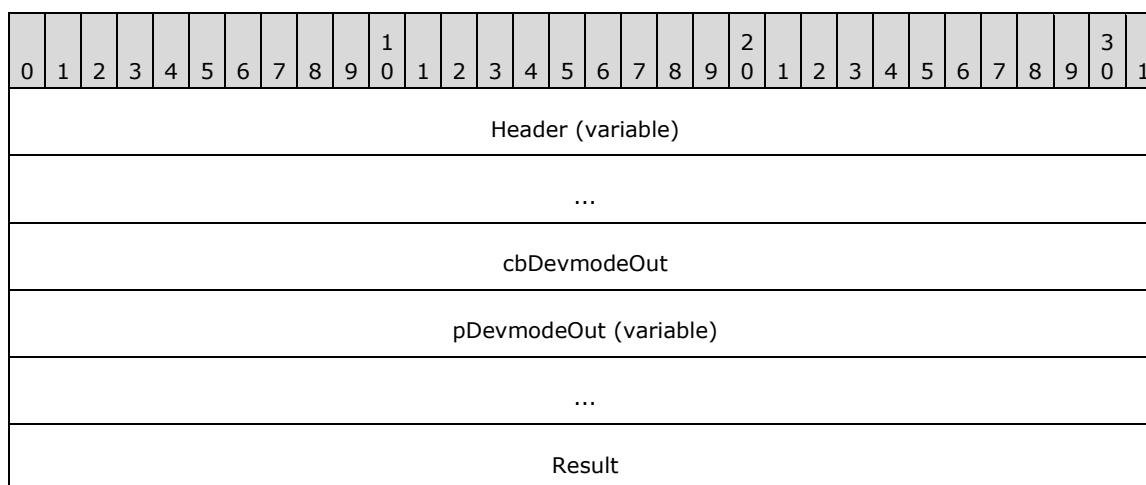 1 2 3
0 1 2 3 4 5 6 7 8 9 0 1 2 3 4 5 6 7 8 9 0 1 2 3 4 5 6 7 8 9 0 1
Header (variable)
...
cbDevmodeOut
pDevmodeOut (variable)
...
Result